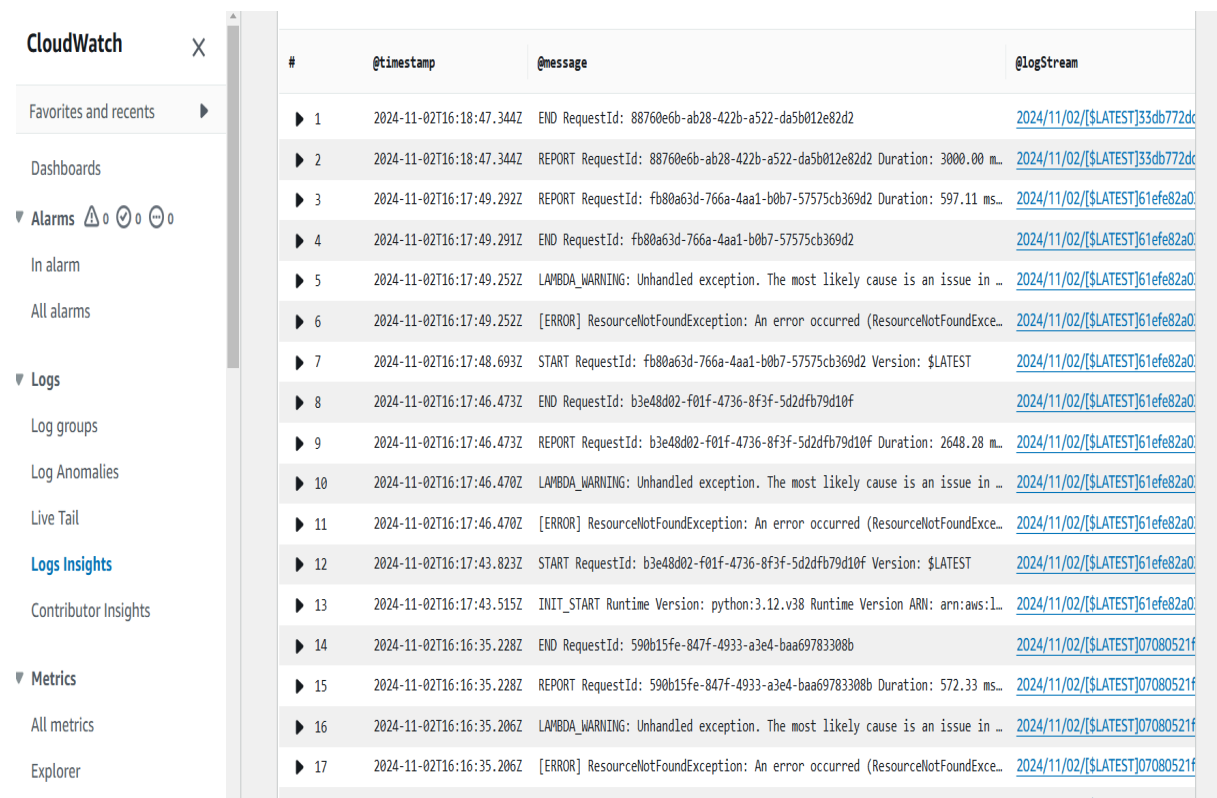 CloudWatch
Favorites and recents
Dashboards
Alarms 0 0 0
In alarm
All alarms
Logs
Log groups
Log Anomalies
Live Tail
Logs Insights
Contributor Insights
Metrics
All metrics
Explorer
# @timestamp @message @logStream
1 2024-11-02T16:18:47.344Z END RequestId: 88760e6b-ab28-422b-a522-da5b012e82d2 2024/11/02/[$LATEST]33db772dc
2 2024-11-02T16:18:47.344Z REPORT RequestId: 88760e6b-ab28-422b-a522-da5b012e82d2 Duration: 3000.00 m… 2024/11/02/[$LATEST]33db772dc
3 2024-11-02T16:17:49.292Z REPORT RequestId: fb80a63d-766a-4aa1-b0b7-57575cb369d2 Duration: 597.11 ms… 2024/11/02/[$LATEST]61efe82a0
4 2024-11-02T16:17:49.291Z END RequestId: fb80a63d-766a-4aa1-b0b7-57575cb369d2 2024/11/02/[$LATEST]61efe82a0
5 2024-11-02T16:17:49.252Z LAMBDA_WARNING: Unhandled exception. The most likely cause is an issue in … 2024/11/02/[$LATEST]61efe82a0
6 2024-11-02T16:17:49.252Z [ERROR] ResourceNotFoundException: An error occurred (ResourceNotFoundExce… 2024/11/02/[$LATEST]61efe82a0
7 2024-11-02T16:17:48.693Z START RequestId: fb80a63d-766a-4aa1-b0b7-57575cb369d2 Version: $LATEST 2024/11/02/[$LATEST]61efe82a0
8 2024-11-02T16:17:46.473Z END RequestId: b3e48d02-f01f-4736-8f3f-5d2dfb79d10f 2024/11/02/[$LATEST]61efe82a0
9 2024-11-02T16:17:46.473Z REPORT RequestId: b3e48d02-f01f-4736-8f3f-5d2dfb79d10f Duration: 2648.28 m… 2024/11/02/[$LATEST]61efe82a0
10 2024-11-02T16:17:46.470Z LAMBDA_WARNING: Unhandled exception. The most likely cause is an issue in … 2024/11/02/[$LATEST]61efe82a0
11 2024-11-02T16:17:46.470Z [ERROR] ResourceNotFoundException: An error occurred (ResourceNotFoundExce… 2024/11/02/[$LATEST]61efe82a0
12 2024-11-02T16:17:43.823Z START RequestId: b3e48d02-f01f-4736-8f3f-5d2dfb79d10f Version: $LATEST 2024/11/02/[$LATEST]61efe82a0
13 2024-11-02T16:17:43.515Z INIT_START Runtime Version: python:3.12.v38 Runtime Version ARN: arn:aws:l… 2024/11/02/[$LATEST]61efe82a0
14 2024-11-02T16:16:35.228Z END RequestId: 590b15fe-847f-4933-a3e4-baa69783308b 2024/11/02/[$LATEST]07080521f
15 2024-11-02T16:16:35.228Z REPORT RequestId: 590b15fe-847f-4933-a3e4-baa69783308b Duration: 572.33 ms… 2024/11/02/[$LATEST]07080521f
16 2024-11-02T16:16:35.206Z LAMBDA_WARNING: Unhandled exception. The most likely cause is an issue in … 2024/11/02/[$LATEST]07080521f
17 2024-11-02T16:16:35.206Z [ERROR] ResourceNotFoundException: An error occurred (ResourceNotFoundExce… 2024/11/02/[$LATEST]07080521f